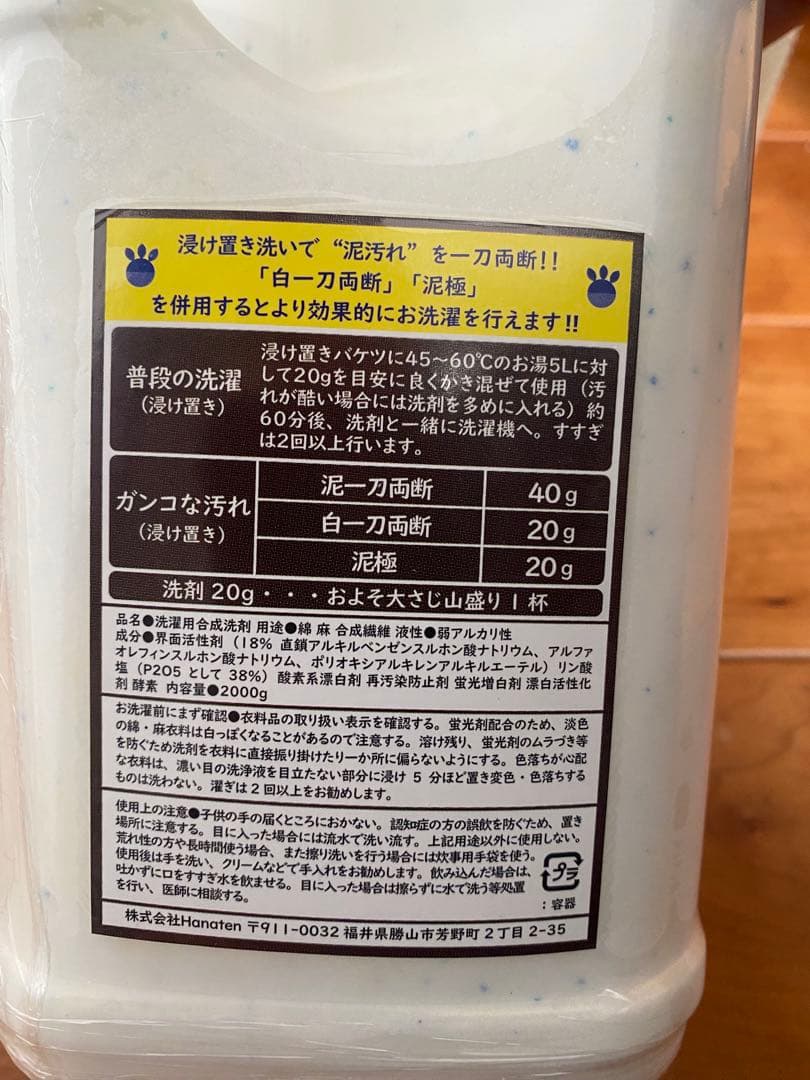 浸け置き洗いで “泥汚れ” を一刀両断!!
「白一刀両断」「泥極」
を併用するとより効果的にお洗濯を行えます!!
普段の洗濯
(浸け置き)
浸け置きバケツに45～60℃のお湯5Lに対
して20gを目安に良くかき混ぜて使用（汚
れが酷い場合には洗剤を多めに入れる）約
60分後、洗剤と一緒に洗濯機へ。すすぎ
は2回以上行います。
ガンコな汚れ
(浸け置き)
泥一刀両断 40g
白一刀両断 20g
泥極 20g
洗剤 20g・・・およそ大さじ山盛り 1 杯
品名●洗濯用合成洗剤 用途●綿 麻 合成繊維 液性●弱アルカリ性
成分●界面活性剤（18% 直鎖アルキルベンゼンスルホン酸ナトリウム、アルファ
オレフィンスルホン酸ナトリウム、ポリオキシアルキレンアルキルエーテル）リン酸
塩（P2O5 として 38%）酸素系漂白剤 再汚染防止剤 蛍光増白剤 漂白活性化
剤 酵素 内容量●2000g
お洗濯前にまず確認●衣料品の取り扱い表示を確認する。蛍光剤配合のため、淡色
の綿・麻衣料は白っぽくなることがあるので注意する。溶け残り、蛍光剤のムラづき等
を防ぐため洗剤を衣料に直接振り掛けたり一か所に偏らないようにする。色落ちが心配
な衣料は、濃い目の洗浄液を目立たない部分に浸け 5 分ほど置き変色・色落ちする
ものは洗わない。濯ぎは 2 回以上をお勧めします。
使用上の注意●子供の手の届くところにおかない。認知症の方の誤飲を防ぐため、置き
場所に注意する。目に入った場合には流水で洗い流す。上記用途以外に使用しない。
荒れ性の方や長時間使う場合、また擦り洗いを行う場合には炊事用手袋を使う。
使用後は手を洗い、クリームなどで手入れをお勧めします。飲み込んだ場合は、
吐かずに口をすすぎ水を飲ませる。目に入った場合は擦らずに水で洗う等処置
を行い、医師に相談する。
プラ
：容器
株式会社Hanaten 〒911-0032 福井県勝山市芳野町 2 丁目 2-35